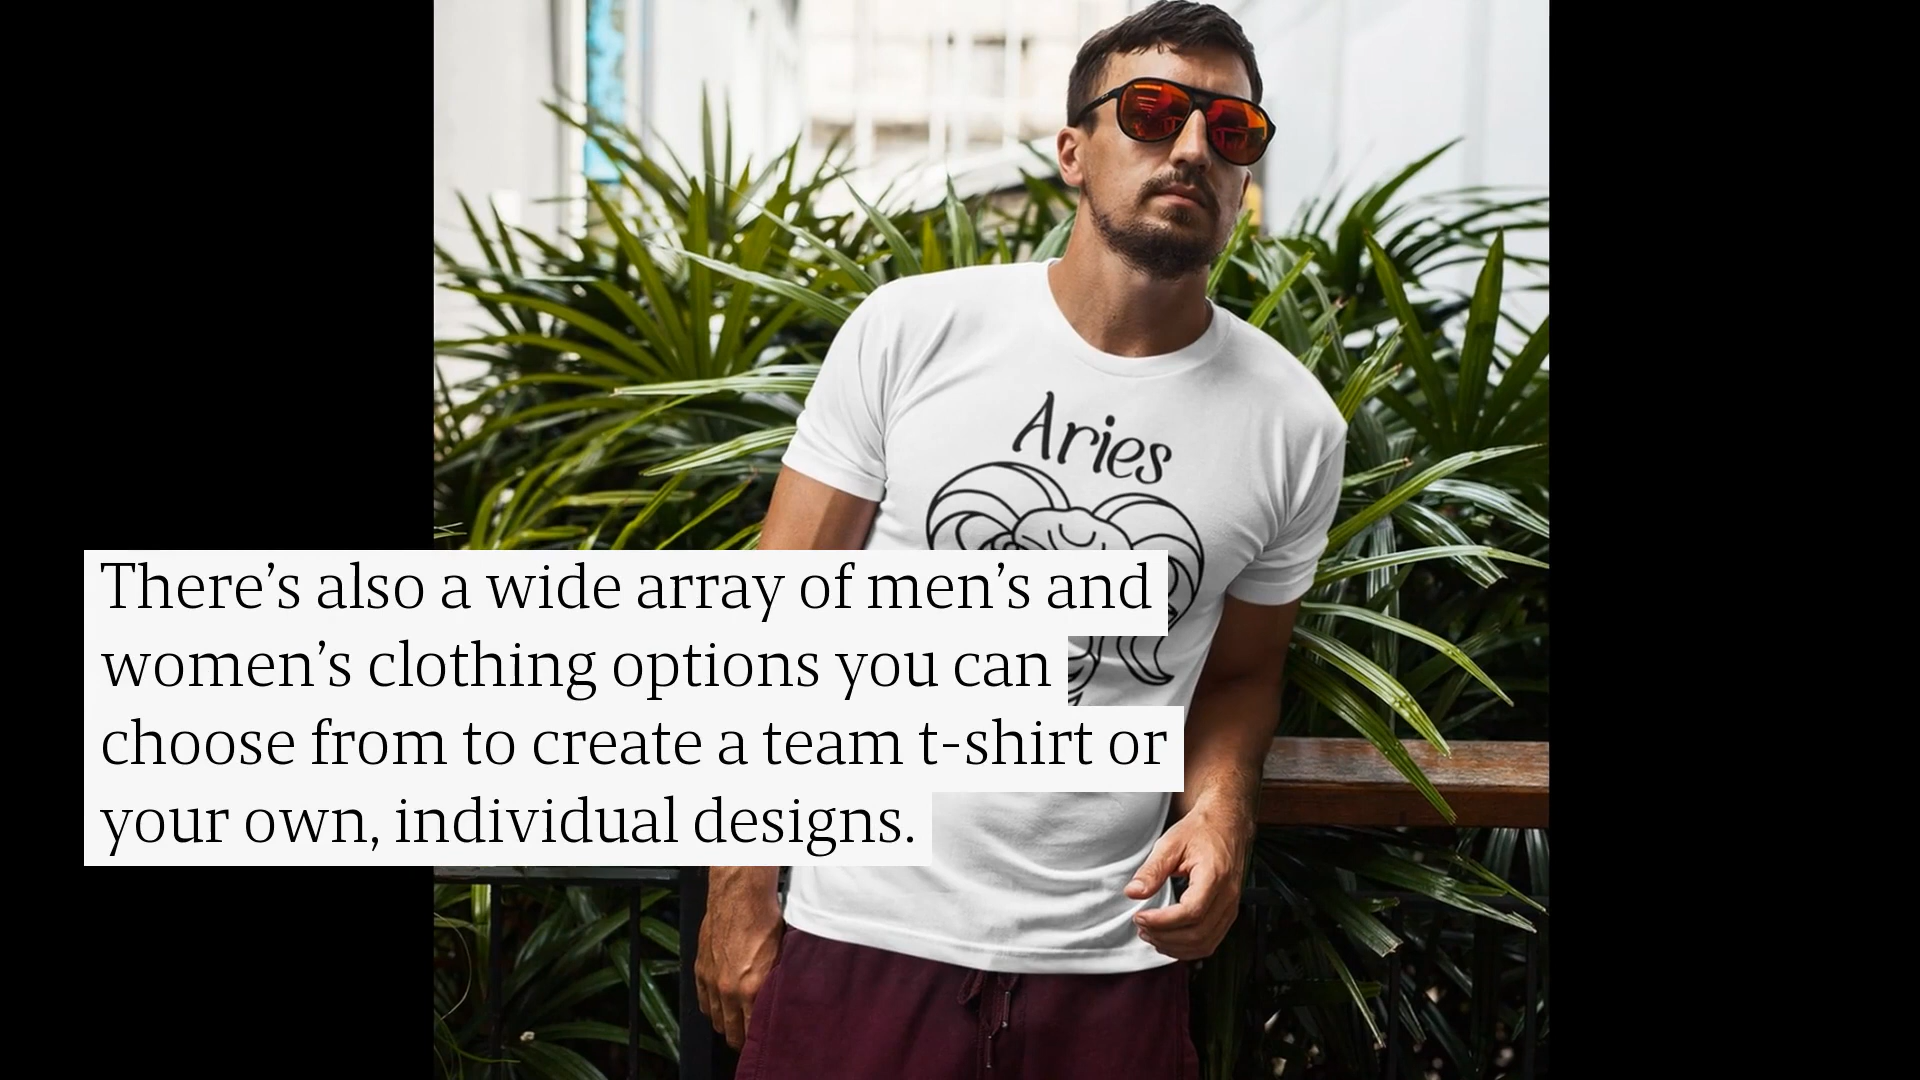 Aries
There’s also a wide array of men’s and
women’s clothing options you can
choose from to create a team t-shirt or
your own, individual designs.